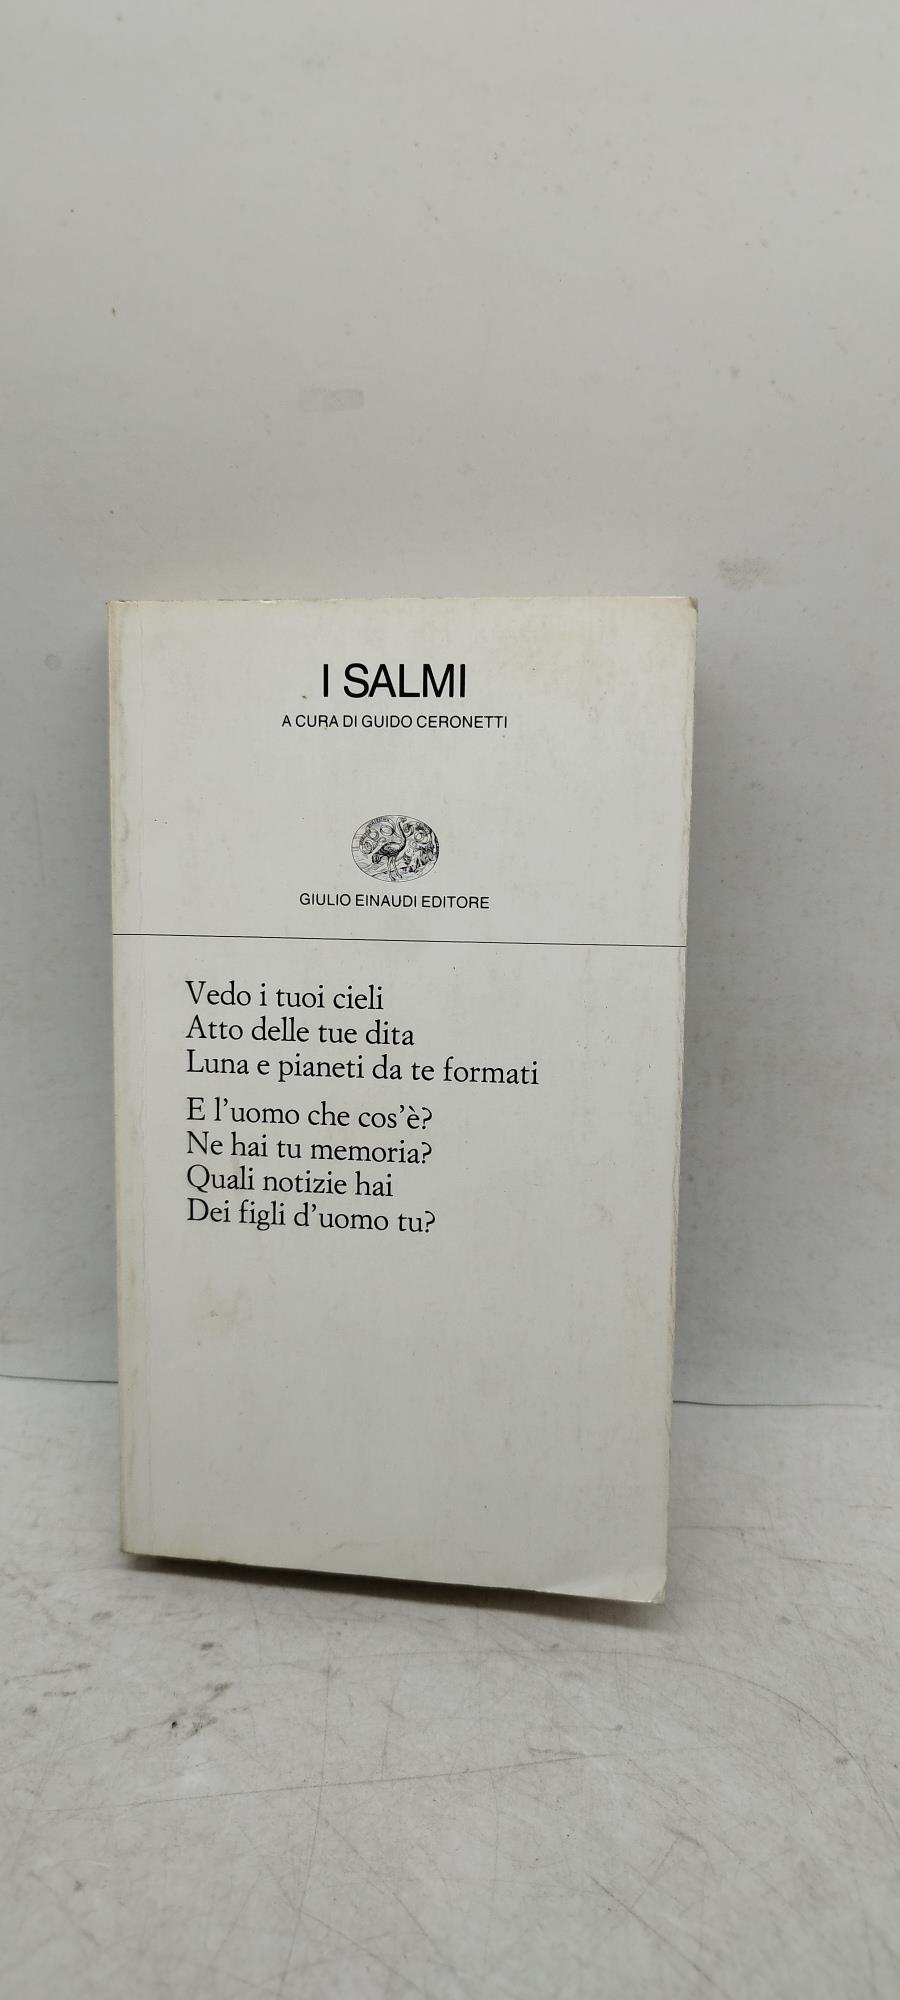 I SALMI
A CURA DI GUIDO CERONETTI
GIULIO EINAUDI EDITORE
Vedo i tuoi cieli
Atto delle tue dita
Luna e pianeti da te formati
E l'uomo che cos'è?
Ne hai tu memoria?
Quali notizie hai
Dei figli d'uomo tu?